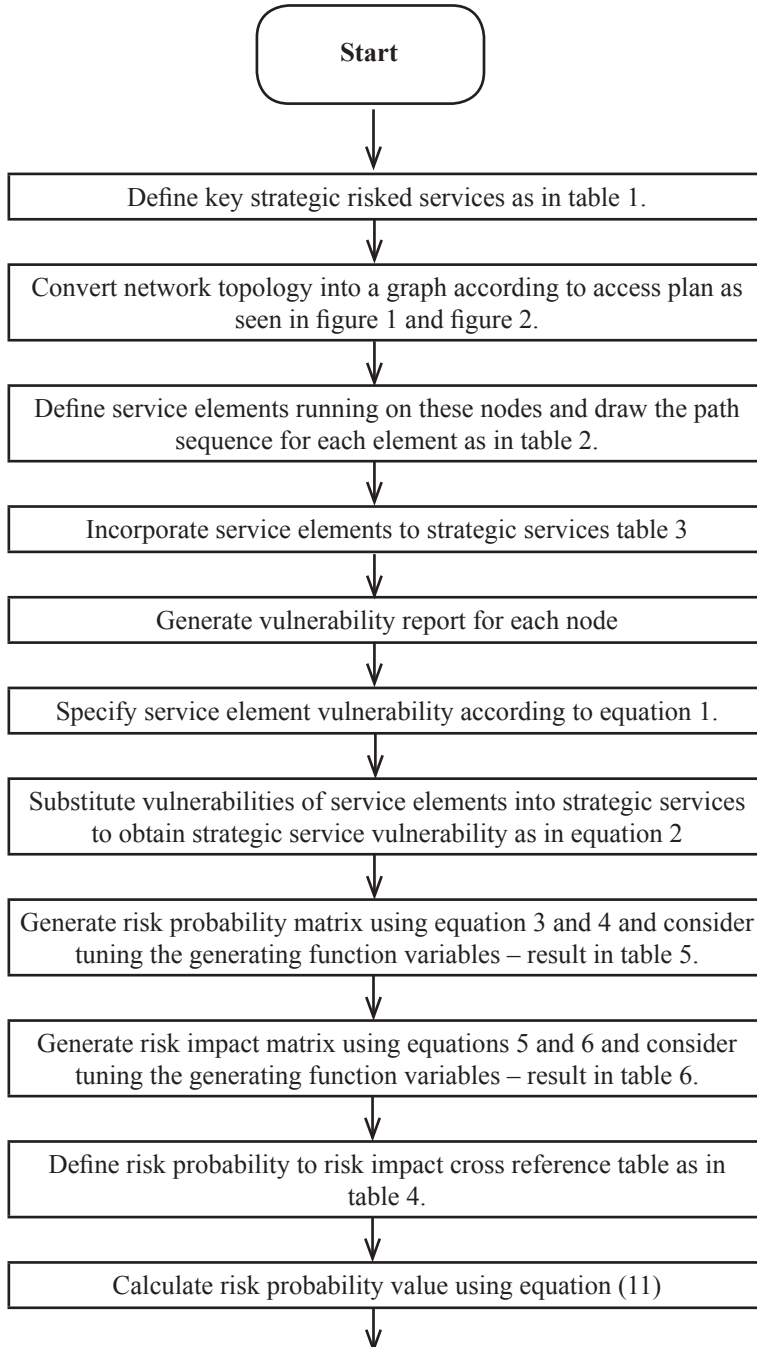 Start
Define key strategic risked services as in table 1.
Convert network topology into a graph according to access plan as
seen in figure 1 and figure 2.
Define service elements running on these nodes and draw the path
sequence for each element as in table 2.
Incorporate service elements to strategic services table 3
Generate vulnerability report for each node
Specify service element vulnerability according to equation 1.
Substitute vulnerabilities of service elements into strategic services
to obtain strategic service vulnerability as in equation 2
Generate risk probability matrix using equation 3 and 4 and consider
tuning the generating function variables – result in table 5.
Generate risk impact matrix using equations 5 and 6 and consider
tuning the generating function variables – result in table 6.
Define risk probability to risk impact cross reference table as in
table 4.
Calculate risk probability value using equation (11)